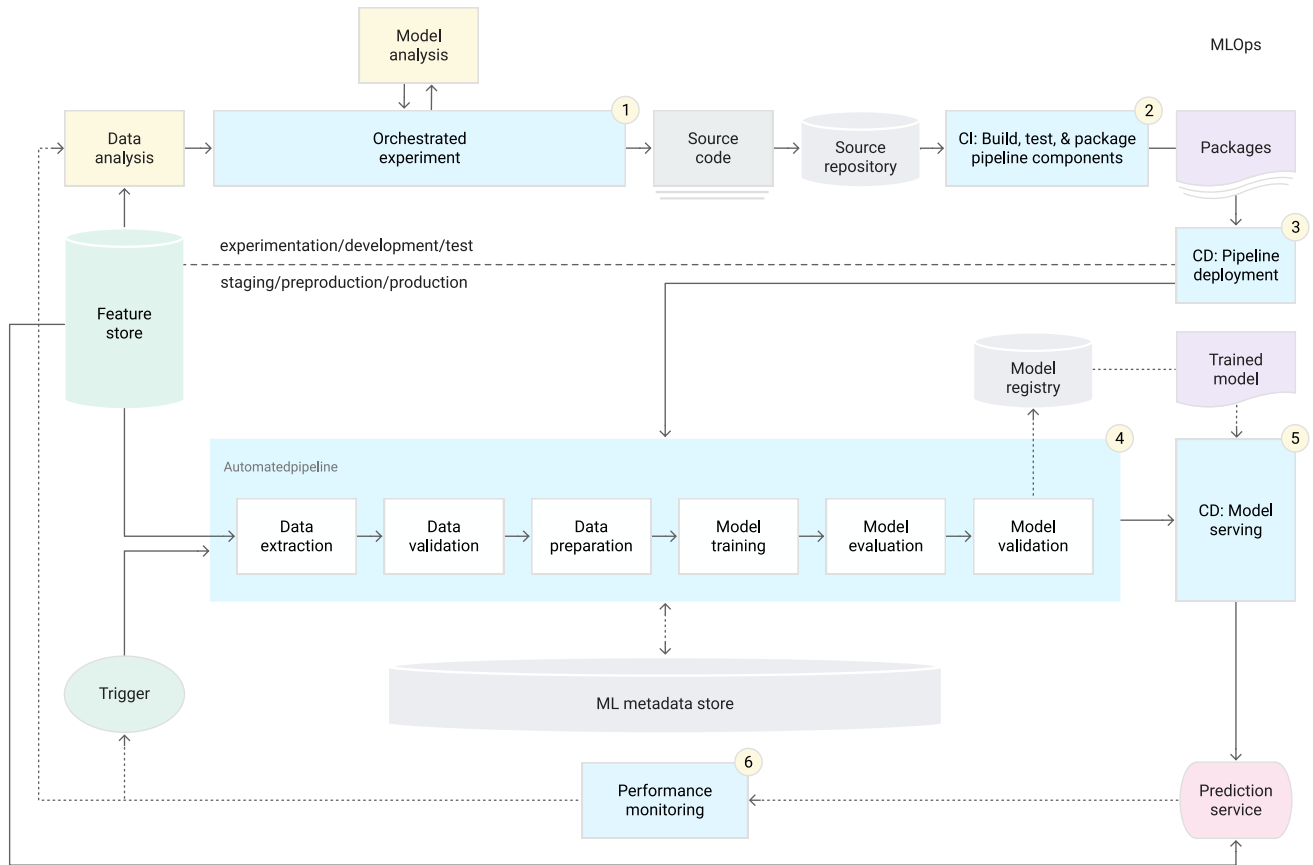 Model
analysis
MLOps
1
2
Data
analysis
Orchestrated
experiment
Source
code
Source
repository
CI: Build, test, & package
pipeline components
Packages
3
experimentation/development/test
CD: Pipeline
deployment
staging/preproduction/production
Feature
store
Model
registry
Trained
model
4
5
Automatedpipeline
Data
extraction
Data
validation
Data
preparation
Model
training
Model
evaluation
Model
validation
CD: Model
serving
Trigger
ML metadata store
6
Performance
monitoring
Prediction
service